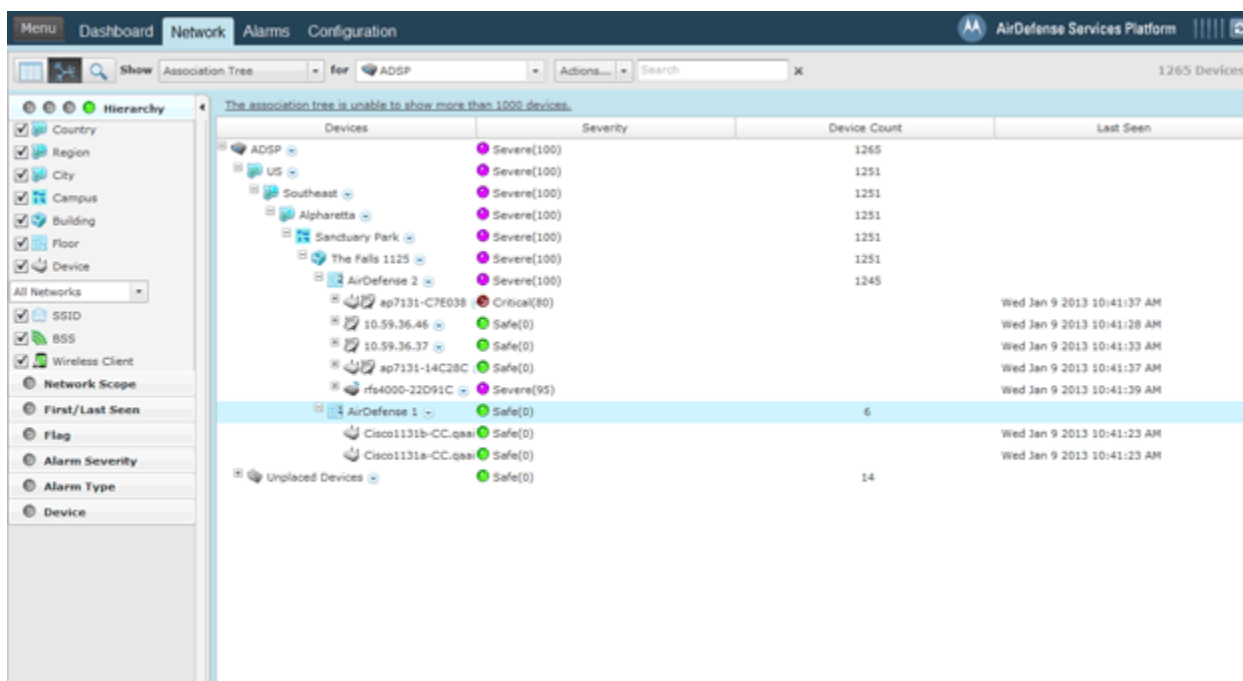 Menu Dashboard Network Alarms Configuration AirDefense Services Platform
Show Association Tree for ADSP Actions... Search 1265 Devices
Hierarchy
Country
Region
City
Campus
Building
Floor
Device
All Networks
SSID
BSS
Wireless Client
Network Scope
First/Last Seen
Flag
Alarm Severity
Alarm Type
Device
The association tree is unable to show more than 1000 devices.
Devices Severity Device Count Last Seen
ADSP Severe(100) 1265
US Severe(100) 1251
Southeast Severe(100) 1251
Alpharetta Severe(100) 1251
Sanctuary Park Severe(100) 1251
The Falls 1125 Severe(100) 1251
AirDefense 2 Severe(100) 1245
ap7131-C7E038 Critical(80) Wed Jan 9 2013 10:41:37 AM
10.59.36.46 Safe(0) Wed Jan 9 2013 10:41:28 AM
10.59.36.37 Safe(0) Wed Jan 9 2013 10:41:33 AM
ap7131-14C28C Safe(0) Wed Jan 9 2013 10:41:37 AM
rfs4000-22D91C Severe(95) Wed Jan 9 2013 10:41:39 AM
AirDefense 1 Safe(0) 6
Cisco1131b-CC.qaai Safe(0) Wed Jan 9 2013 10:41:23 AM
Cisco1131a-CC.qaai Safe(0) Wed Jan 9 2013 10:41:23 AM
Unplaced Devices Safe(0) 14